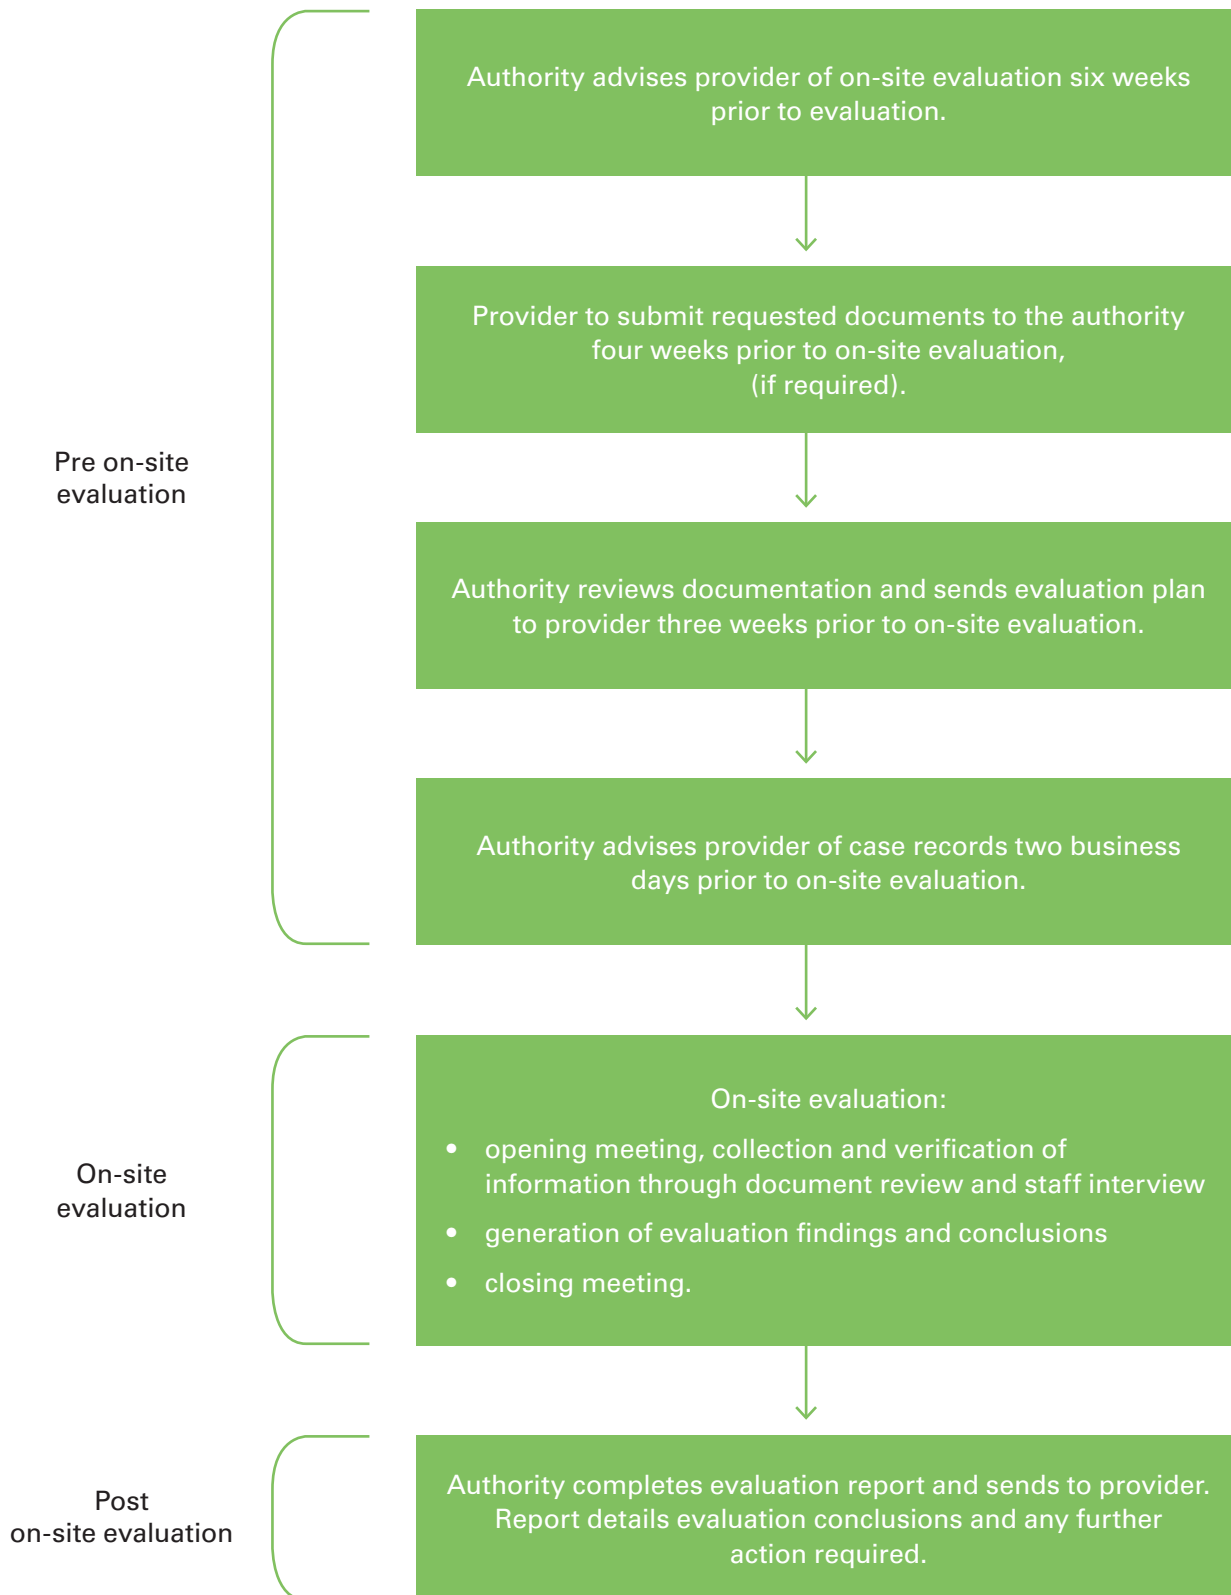 Authority advises provider of on-site evaluation six weeks
prior to evaluation.
Provider to submit requested documents to the authority
four weeks prior to on-site evaluation,
(if required).
Pre on-site
evaluation
Authority reviews documentation and sends evaluation plan
to provider three weeks prior to on-site evaluation.
Authority advises provider of case records two business
days prior to on-site evaluation.
On-site
evaluation
On-site evaluation:
• opening meeting, collection and verification of
information through document review and staff interview
• generation of evaluation findings and conclusions
• closing meeting.
Post
on-site evaluation
Authority completes evaluation report and sends to provider.
Report details evaluation conclusions and any further
action required.